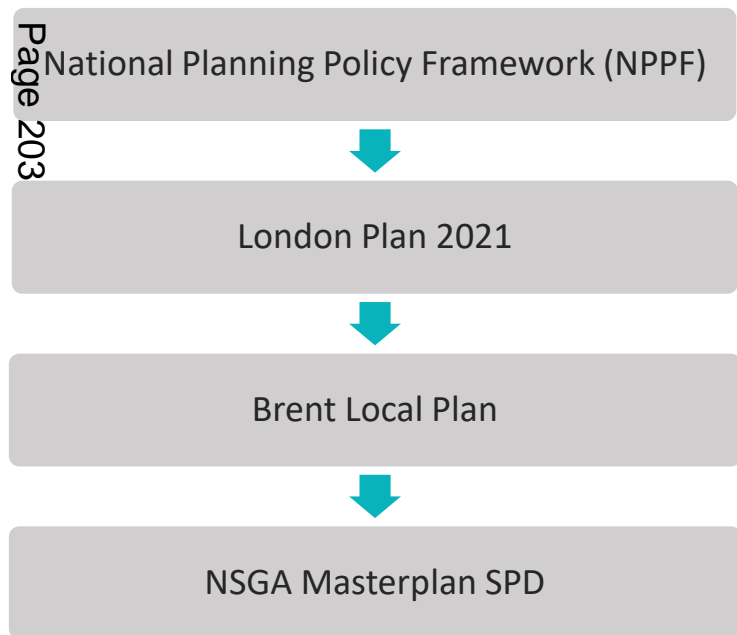 Page 203
National Planning Policy Framework (NPPF)
London Plan 2021
Brent Local Plan
NSGA Masterplan SPD